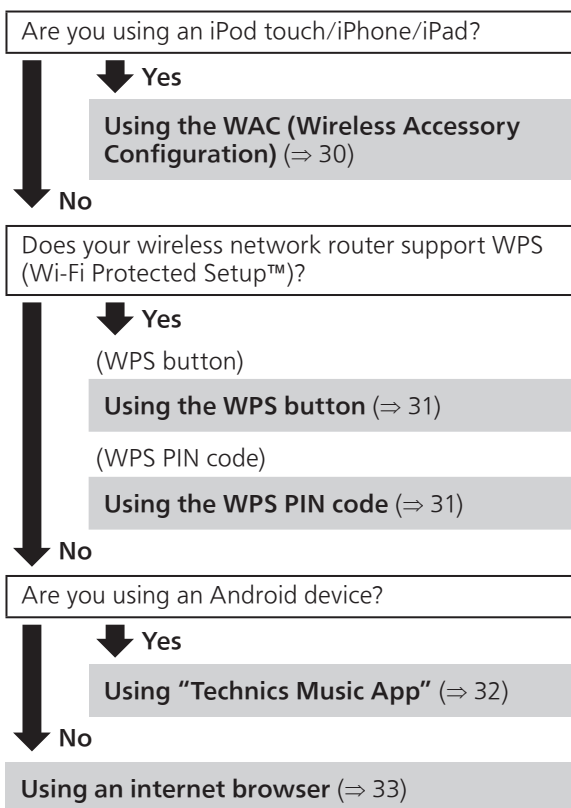 Are you using an iPod touch/iPhone/iPad?
Yes
Using the WAC (Wireless Accessory
Configuration) (⇒ 30)
No
Does your wireless network router support WPS
(Wi-Fi Protected Setup™)?
Yes
(WPS button)
Using the WPS button (⇒ 31)
(WPS PIN code)
Using the WPS PIN code (⇒ 31)
No
Are you using an Android device?
Yes
Using “Technics Music App” (⇒ 32)
No
Using an internet browser (⇒ 33)